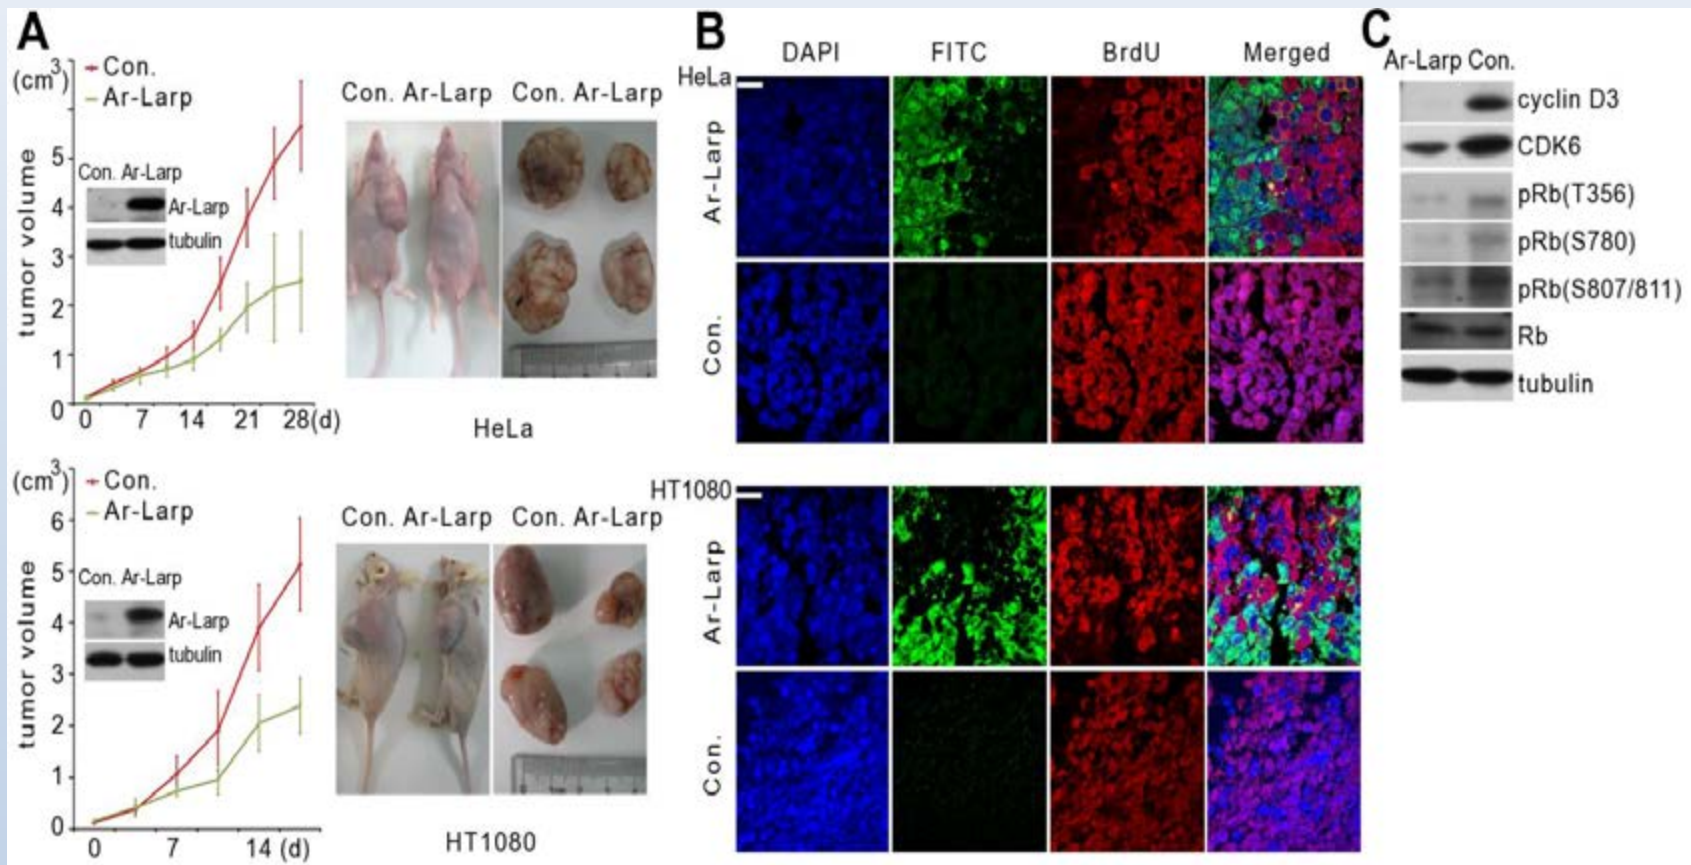 A
(cm³)
3
Con.
Ar-Larp
5
4
3
2
1
0
tumor volume
Con. Ar-Larp
Ar-Larp
tubulin
0 7 14 21 28(d)
Con. Ar-Larp Con. Ar-Larp
HeLa
(cm³)
3
Con.
Ar-Larp
6
5
4
3
2
1
0
tumor volume
Con. Ar-Larp
Ar-Larp
tubulin
0 7 14 (d)
Con. Ar-Larp Con. Ar-Larp
HT1080
B
DAPI FITC BrdU Merged
HeLa
Ar-Larp
Con.
HT1080
Ar-Larp
Con.
C
Ar-Larp Con.
cyclin D3
CDK6
pRb(T356)
pRb(S780)
pRb(S807/811)
Rb
tubulin